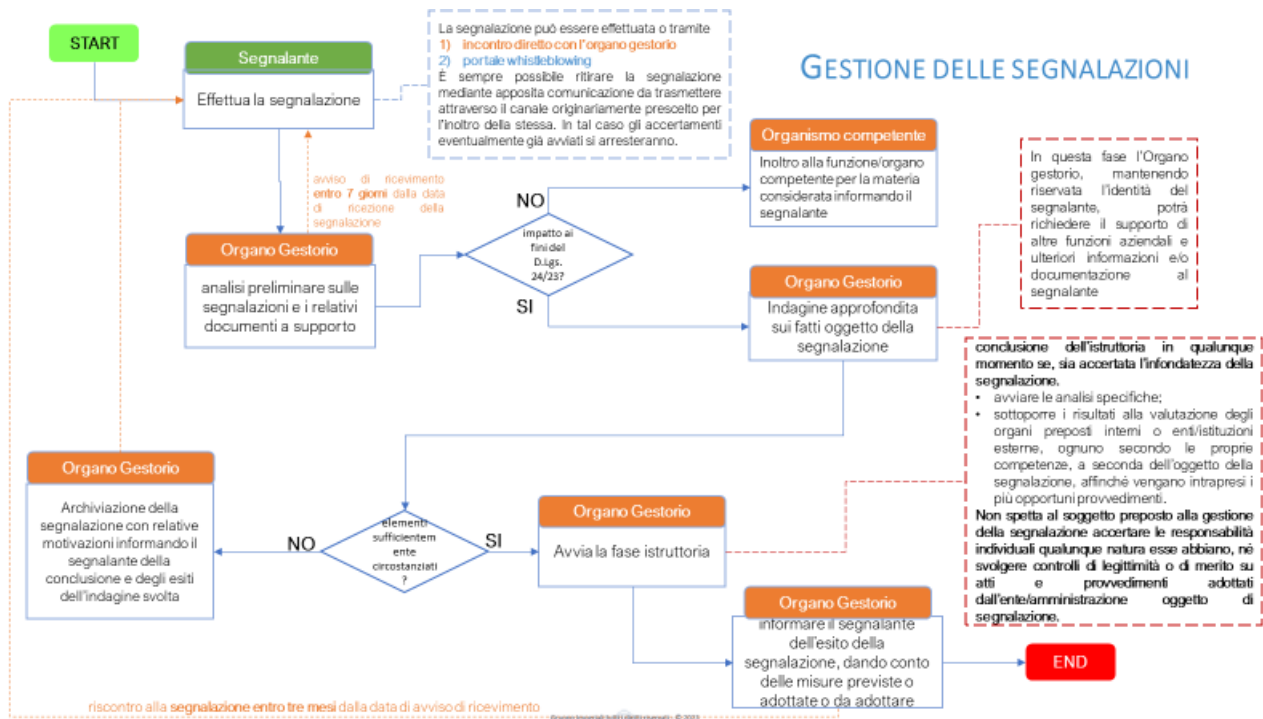 START
Segnalante
Effettua la segnalazione
La segnalazione può essere effettuata o tramite
1) incontro diretto con l'organo gestorio
2) portale whistleblowing
È sempre possibile ritirare la segnalazione
mediante apposita comunicazione da trasmettere
attraverso il canale originariamente prescelto per
l'inoltro della stessa. In tal caso gli accertamenti
eventualmente già avviati si arresteranno.
GESTIONE DELLE SEGNALAZIONI
Organismo competente
Inoltro alla funzione/organo
competente per la materia
considerata informando il
segnalante
In questa fase l'Organo
gestorio, mantenendo
riservata l'identità del
segnalante, potrà
richiedere il supporto di
altre funzioni aziendali e
ulteriori informazioni e/o
documentazione al
segnalante
avviso di ricevimento
entro 7 giorni dalla data
di ricezione della
segnalazione
NO
impatto ai
fini del
D.Lgs.
24/23?
SI
Organo Gestorio
analisi preliminare sulle
segnalazioni e i relativi
documenti a supporto
Organo Gestorio
Indagine approfondita
sui fatti oggetto della
segnalazione
conclusione dell'istruttoria in qualunque
momento se, sia accertata l'infondatezza della
segnalazione.
• avviare le analisi specifiche;
• sottoporre i risultati alla valutazione degli
organi preposti interni o enti/istituzioni
esterne, ognuno secondo le proprie
competenze, a seconda dell'oggetto della
segnalazione, affinché vengano intrapresi i
più opportuni provvedimenti.
Non spetta al soggetto preposto alla gestione
della segnalazione accertare le responsabilità
individuali qualunque natura esse abbiano, né
svolgere controlli di legittimità o di merito su
atti e provvedimenti adottati
dall'ente/amministrazione oggetto di
segnalazione.
Organo Gestorio
Archiviazione della
segnalazione con relative
motivazioni informando il
segnalante della
conclusione e degli esiti
dell'indagine svolta
NO
elementi
sufficientem
ente
circostanziati
?
SI
Organo Gestorio
Avvia la fase istruttoria
Organo Gestorio
informare il segnalante
dell'esito della
segnalazione, dando conto
delle misure previste o
adottate o da adottare
END
riscontro alla segnalazione entro tre mesi dalla data di avviso di ricevimento